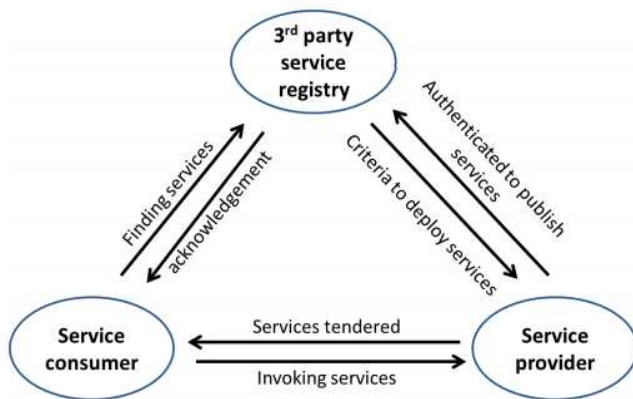 3rd party
service
registry
Finding services
acknowledgement
Criteria to deploy services
Authenticated to publish
services
Service
consumer
Services tendered
Invoking services
Service
provider